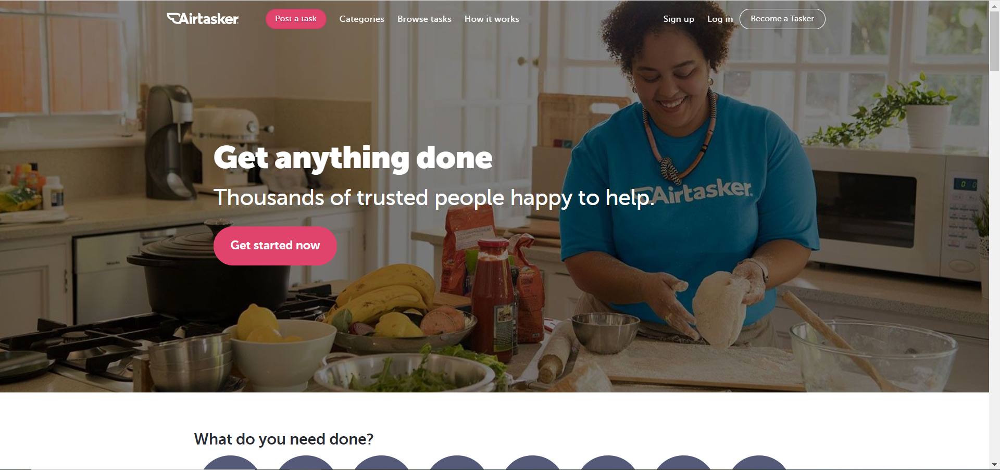 Airtasker
Post a task
Categories
Browse tasks
How it works
Sign up
Log in
Become a Tasker
Get anything done
Thousands of trusted people happy to help.
Airtasker
Get started now
What do you need done?